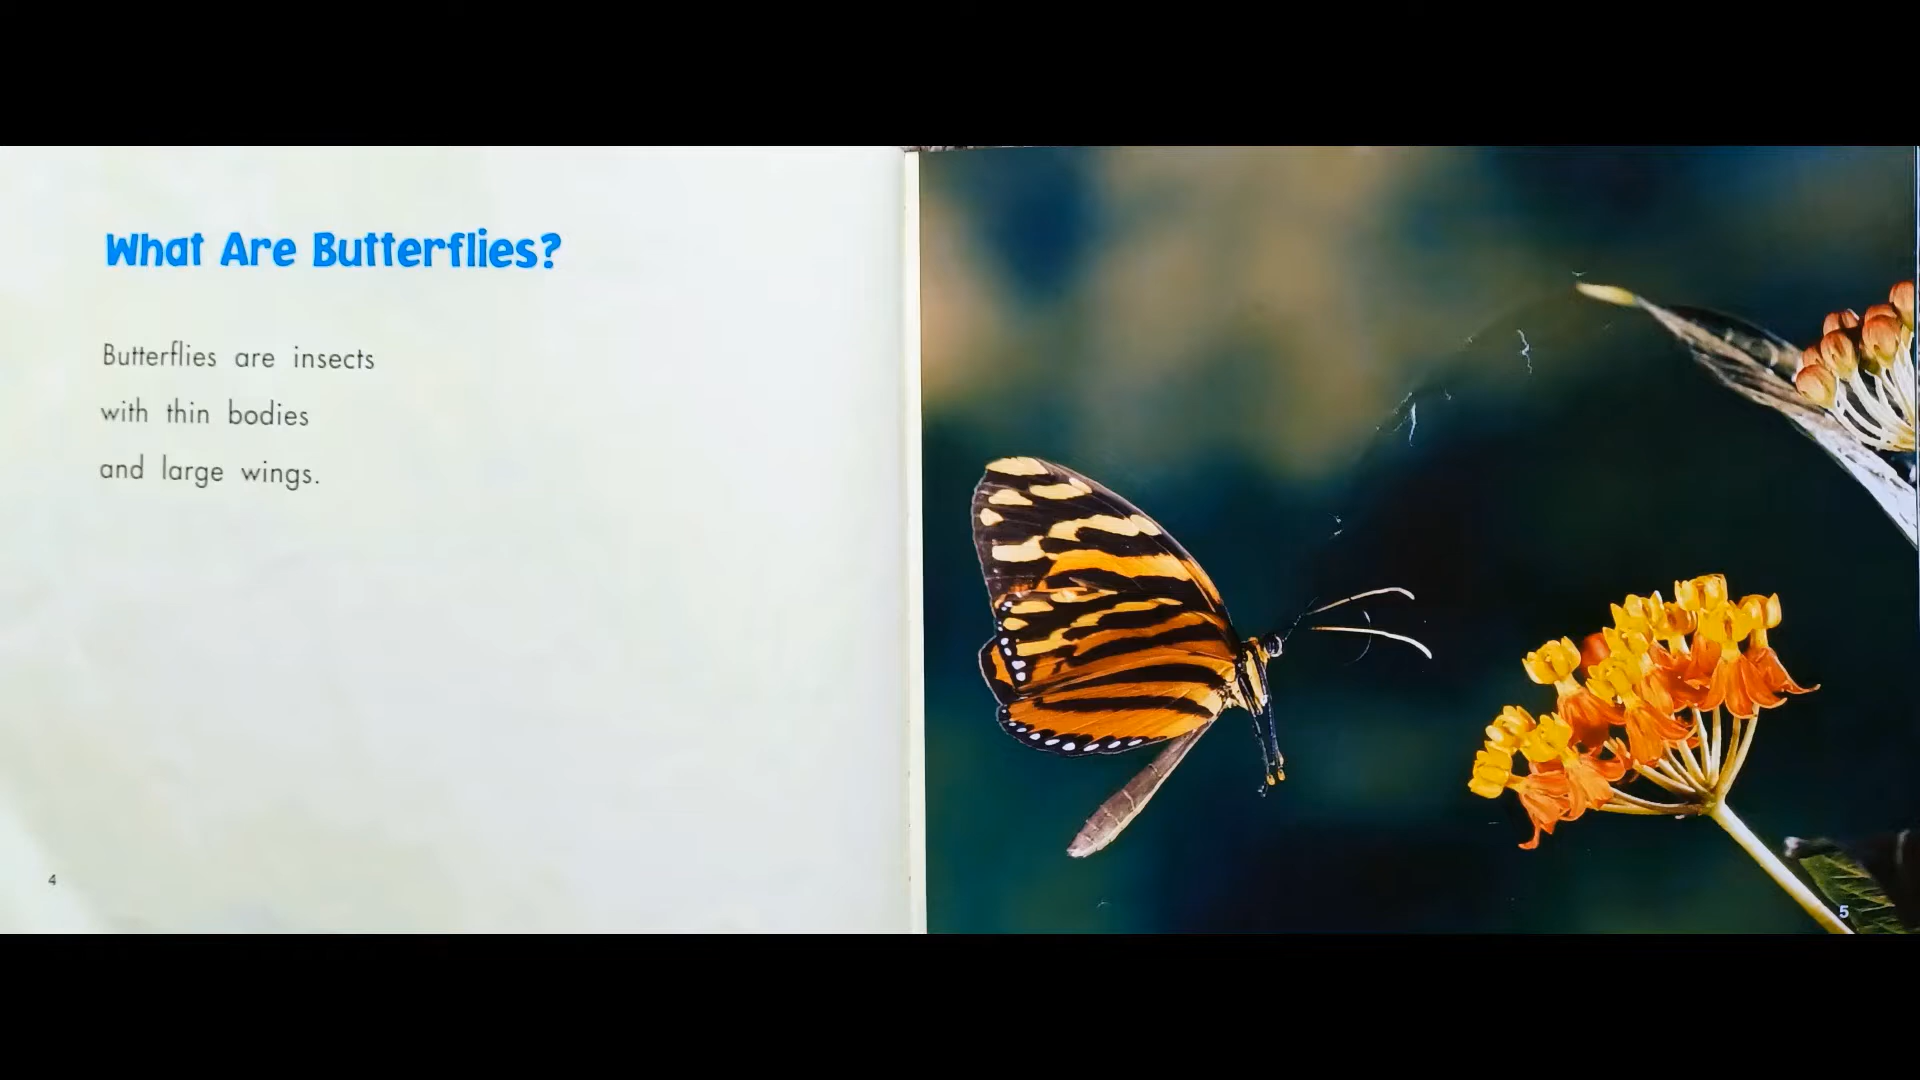 What Are Butterflies?
Butterflies are insects
with thin bodies
and large wings.
4
5